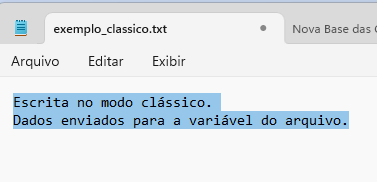 exemplo_classico.txt
Nova Base das
Arquivo Editar Exibir
Escrita no modo clássico.
Dados enviados para a variável do arquivo.